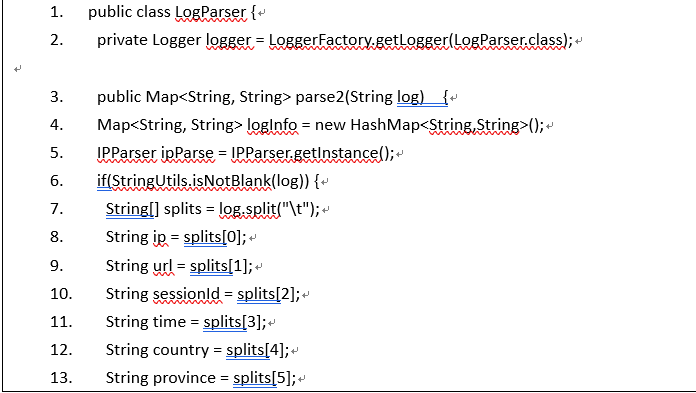 1. public class LogParser {
2. private Logger logger = LoggerFactory.getLogger(LogParser.class);
3. public Map<String, String> parse2(String log) {
4. Map<String, String> logInfo = new HashMap<String,String>();
5. IPParser ipParse = IPParser.getInstance();
6. if(StringUtils.isNotBlank(log)) {
7. String[] splits = log.split("\t");
8. String ip = splits[0];
9. String url = splits[1];
10. String sessionId = splits[2];
11. String time = splits[3];
12. String country = splits[4];
13. String province = splits[5];